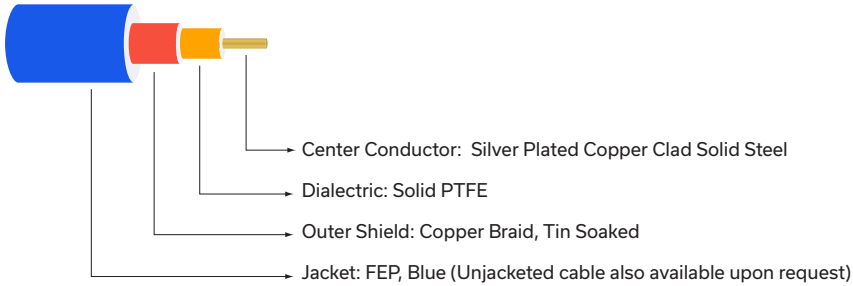 Center Conductor: Silver Plated Copper Clad Solid Steel
Dialectric: Solid PTFE
Outer Shield: Copper Braid, Tin Soaked
Jacket: FEP, Blue (Unjacketed cable also available upon request)